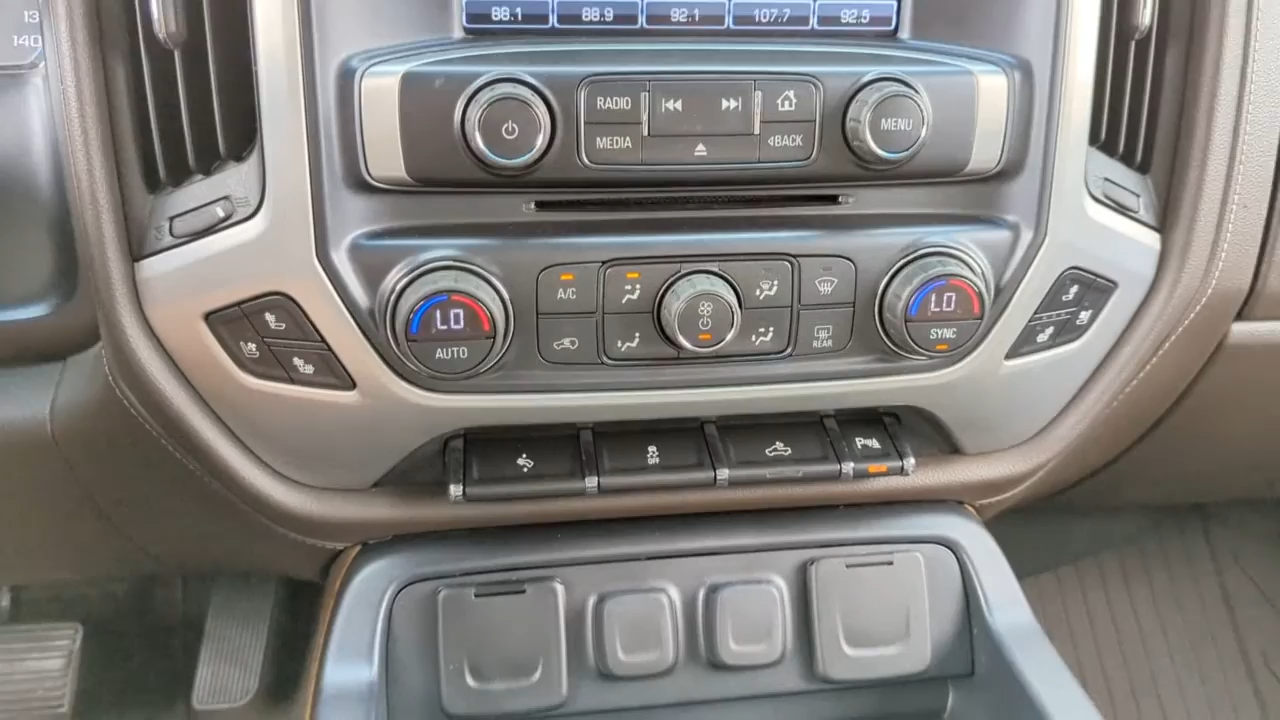 13
140
88.1 88.9 92.1 107.7 92.5
RADIO
MEDIA
BACK
MENU
LO
AUTO
A/C
REAR
LO
SYNC
OFF
P